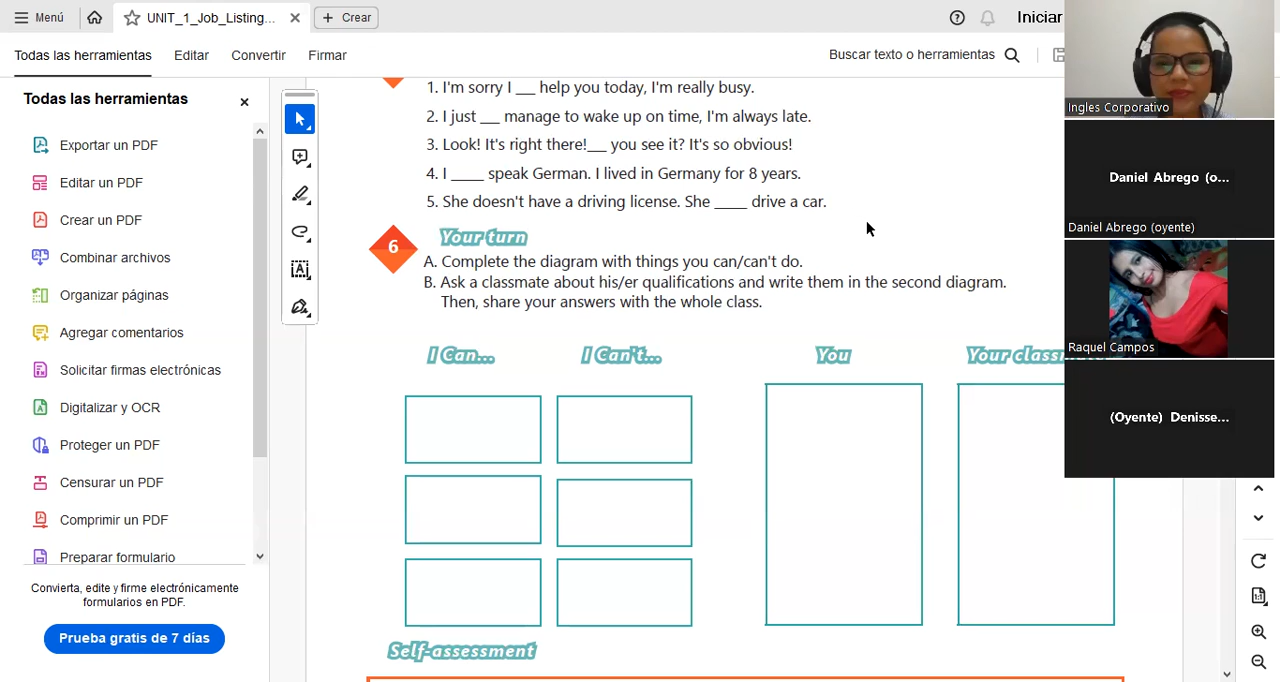 Menú
UNIT_1_Job_Listing...
Crear
Iniciar
Todas las herramientas
Editar
Convertir
Firmar
Buscar texto o herramientas
Todas las herramientas
Exportar un PDF
Editar un PDF
Crear un PDF
Combinar archivos
Organizar páginas
Agregar comentarios
Solicitar firmas electrónicas
Digitalizar y OCR
Proteger un PDF
Censurar un PDF
Comprimir un PDF
Preparar formulario
Convierta, edite y firme electrónicamente
formularios en PDF.
Prueba gratis de 7 días
1. I'm sorry I __ help you today, I'm really busy.
2. I just __ manage to wake up on time, I'm always late.
3. Look! It's right there!__ you see it? It's so obvious!
4. I ___ speak German. I lived in Germany for 8 years.
5. She doesn't have a driving license. She ___ drive a car.
6
Your turn
A. Complete the diagram with things you can/can't do.
B. Ask a classmate about his/er qualifications and write them in the second diagram.
Then, share your answers with the whole class.
I Can...
I Can't...
You
Your classm
Self-assessment
Ingles Corporativo
Daniel Abrego (o...
Daniel Abrego (oyente)
Raquel Campos
(Oyente) Denisse...